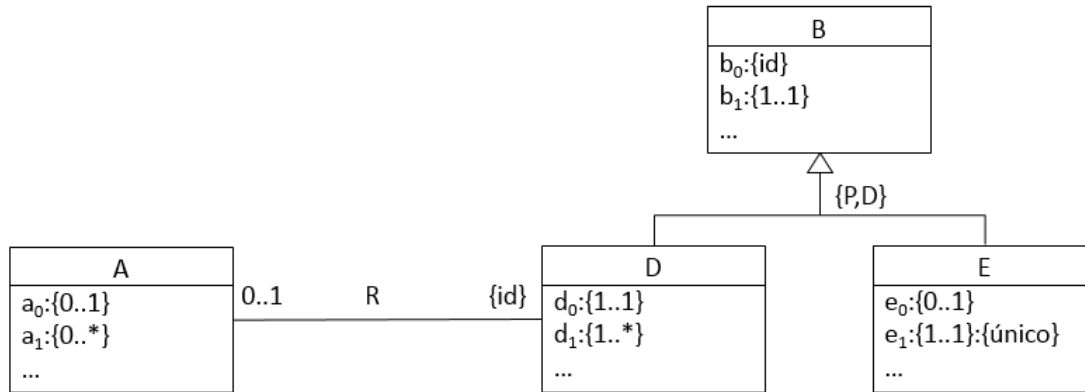 B
b₀:{id}
b₁:{1..1}
...
{P,D}
A
a₀:{0..1}
a₁:{0..*}
...
0..1 R {id}
D
d₀:{1..1}
d₁:{1..*}
...
E
e₀:{0..1}
e₁:{1..1}:{único}
...